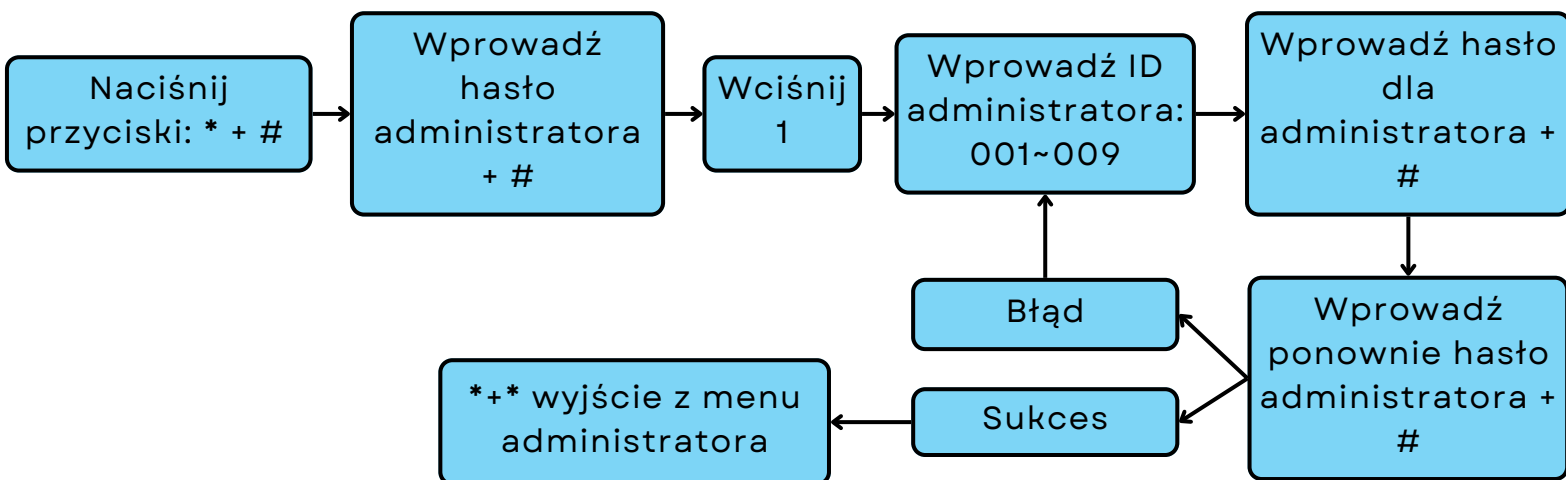 Naciśnij
przyciski: * + #
Wprowadź
hasło
administratora
+ #
Wciśnij
1
Wprowadź ID
administratora:
001~009
Wprowadź hasło
dla
administratora +
#
Wprowadź
ponownie hasło
administratora +
#
Błąd
Sukces
*+* wyjście z menu
administratora